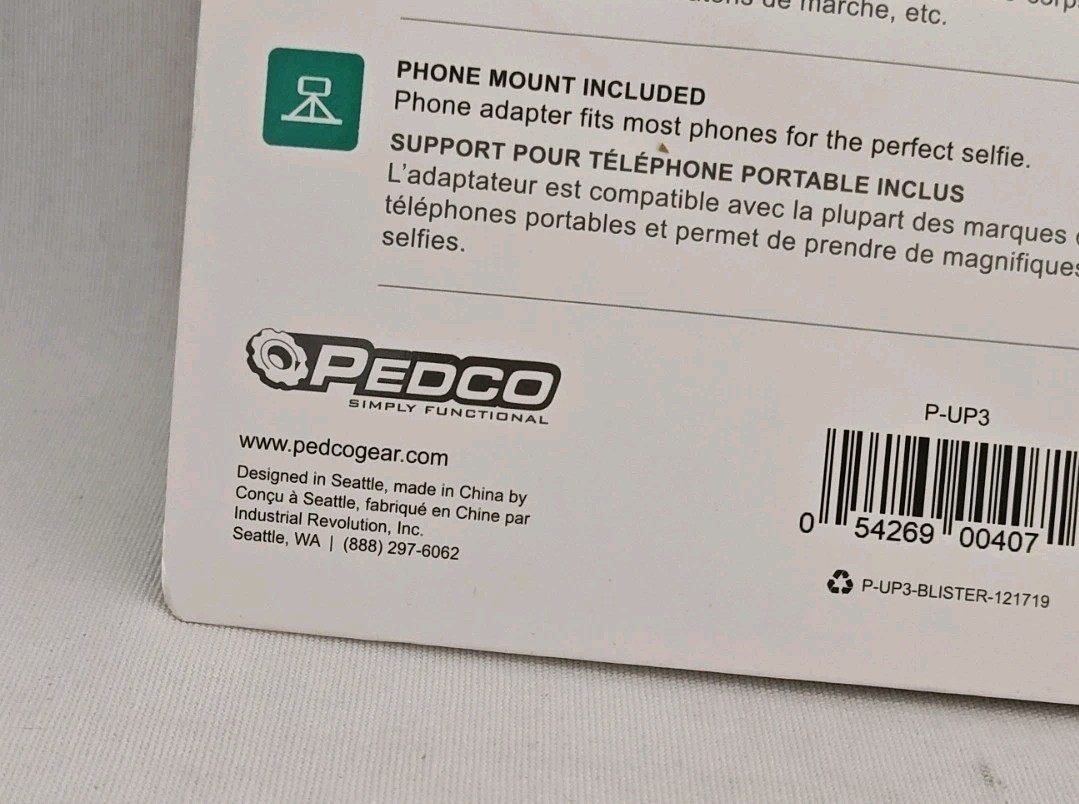 de marche, etc.
PHONE MOUNT INCLUDED
Phone adapter fits most phones for the perfect selfie.
SUPPORT POUR TÉLÉPHONE PORTABLE INCLUS
L'adaptateur est compatible avec la plupart des marques
téléphones portables et permet de prendre de magnifiques
selfies.
PEDCO
SIMPLY FUNCTIONAL
www.pedcogear.com
Designed in Seattle, made in China by
Conçu à Seattle, fabriqué en Chine par
Industrial Revolution, Inc.
Seattle, WA | (888) 297-6062
P-UP3
0 54269 00407
P-UP3-BLISTER-121719